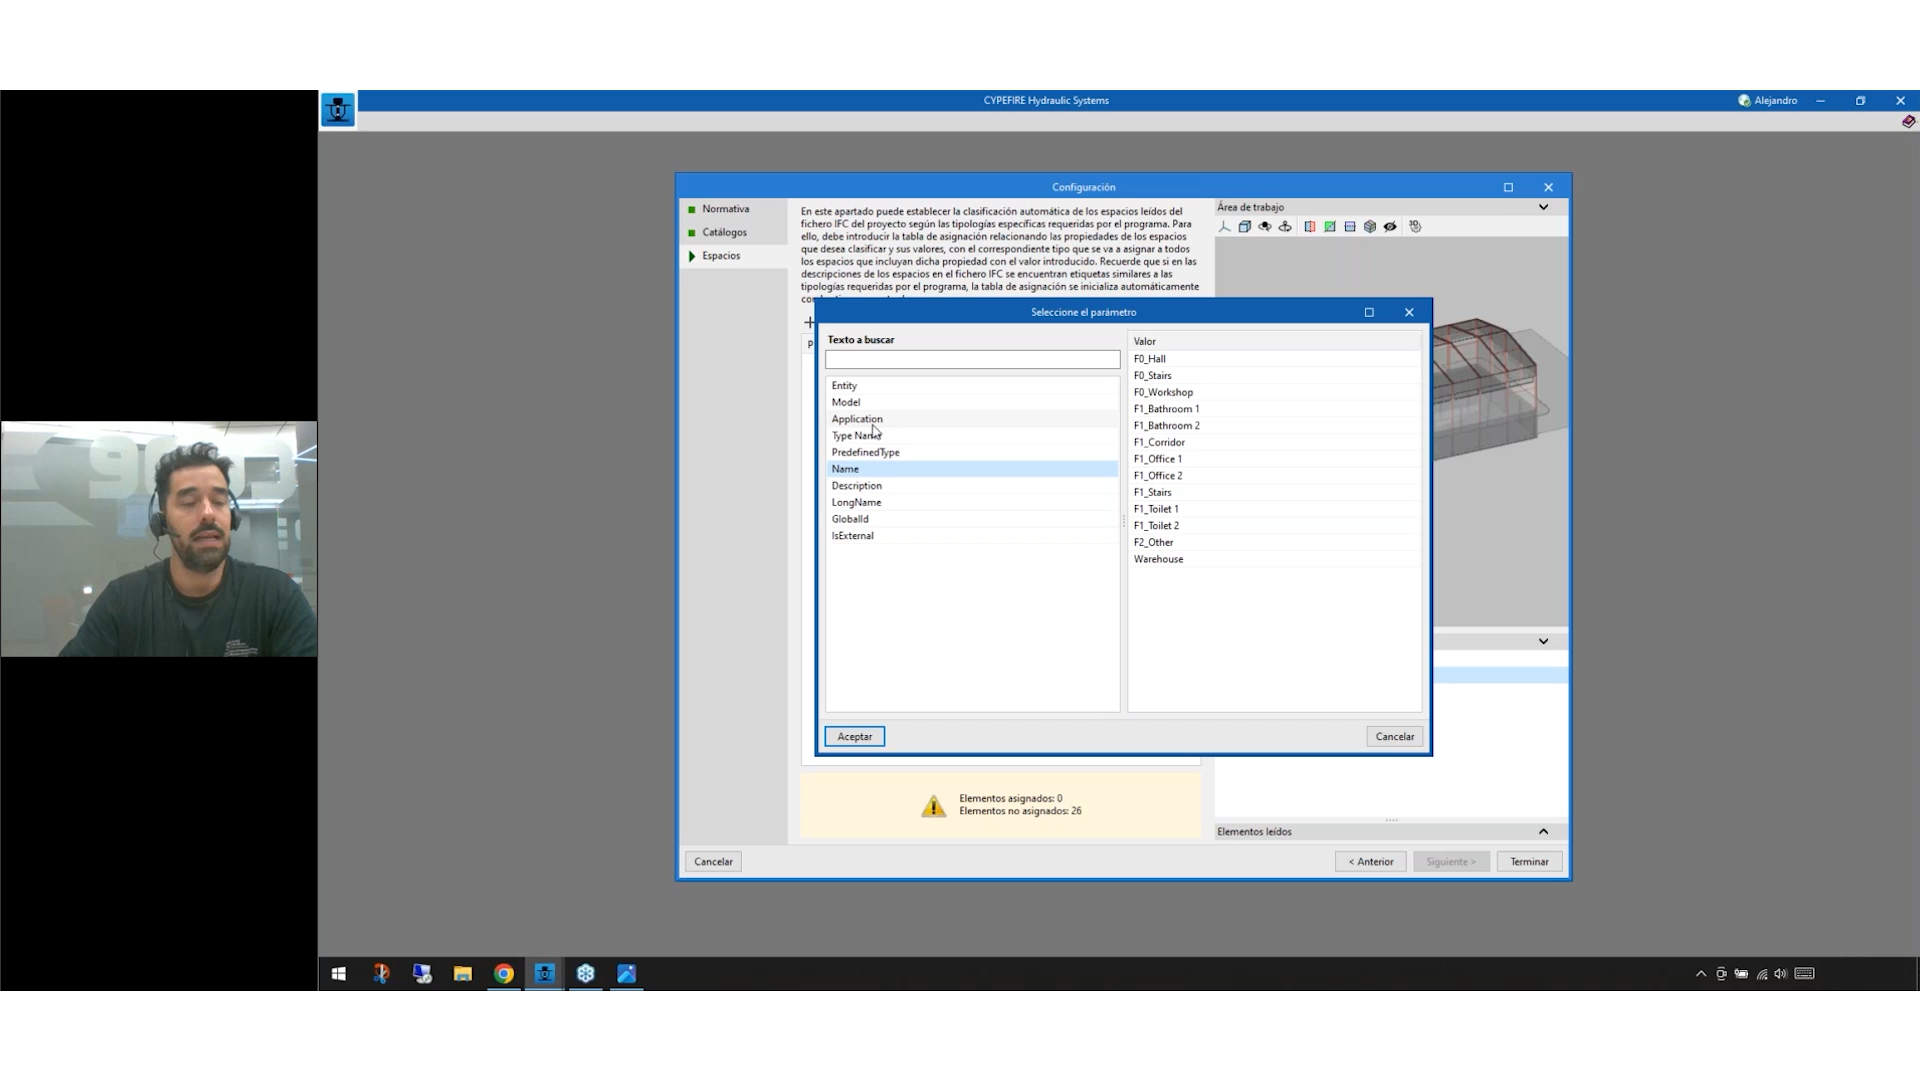 CYPEFIRE Hydraulic Systems
Alejandro
Configuración
Normativa
Catálogos
Espacios
En este apartado puede establecer la clasificación automática de los espacios leídos del
fichero IFC del proyecto según las tipologías específicas requeridas por el programa. Para
ello, debe introducir la tabla de asignación relacionando las propiedades de los espacios
que desea clasificar y sus valores, con el correspondiente tipo que se va a asignar a todos
los espacios que incluyan dicha propiedad con el valor introducido. Recuerde que si en las
descripciones de los espacios en el fichero IFC se encuentran etiquetas similares a las
tipologías requeridas por el programa, la tabla de asignación se inicializa automáticamente
Área de trabajo
Seleccione el parámetro
Texto a buscar
Entity
Model
Application
Type Name
PredefinedType
Name
Description
LongName
GlobalId
IsExternal
Valor
F0_Hall
F0_Stairs
F0_Workshop
F1_Bathroom 1
F1_Bathroom 2
F1_Corridor
F1_Office 1
F1_Office 2
F1_Stairs
F1_Toilet 1
F1_Toilet 2
F2_Other
Warehouse
Aceptar
Cancelar
Elementos asignados: 0
Elementos no asignados: 26
Elementos leídos
Cancelar
< Anterior
Siguiente >
Terminar